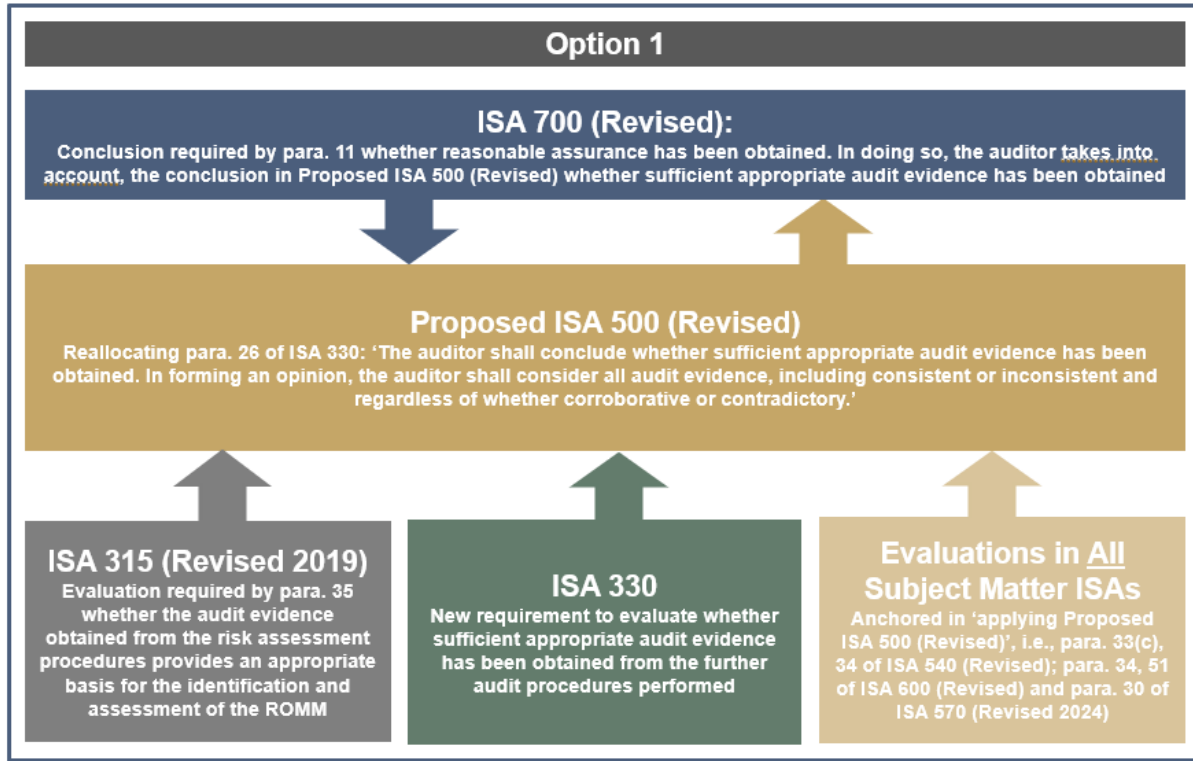 Option 1
ISA 700 (Revised):
Conclusion required by para. 11 whether reasonable assurance has been obtained. In doing so, the auditor takes into
account, the conclusion in Proposed ISA 500 (Revised) whether sufficient appropriate audit evidence has been obtained
Proposed ISA 500 (Revised)
Reallocating para. 26 of ISA 330: ‘The auditor shall conclude whether sufficient appropriate audit evidence has been
obtained. In forming an opinion, the auditor shall consider all audit evidence, including consistent or inconsistent and
regardless of whether corroborative or contradictory.’
ISA 315 (Revised 2019)
Evaluation required by para. 35
whether the audit evidence
obtained from the risk assessment
procedures provides an appropriate
basis for the identification and
assessment of the ROMM
ISA 330
New requirement to evaluate whether
sufficient appropriate audit evidence
has been obtained from the further
audit procedures performed
Evaluations in All
Subject Matter ISAs
Anchored in ‘applying Proposed
ISA 500 (Revised)’, i.e., para. 33(c),
34 of ISA 540 (Revised); para. 34, 51
of ISA 600 (Revised) and para. 30 of
ISA 570 (Revised 2024)